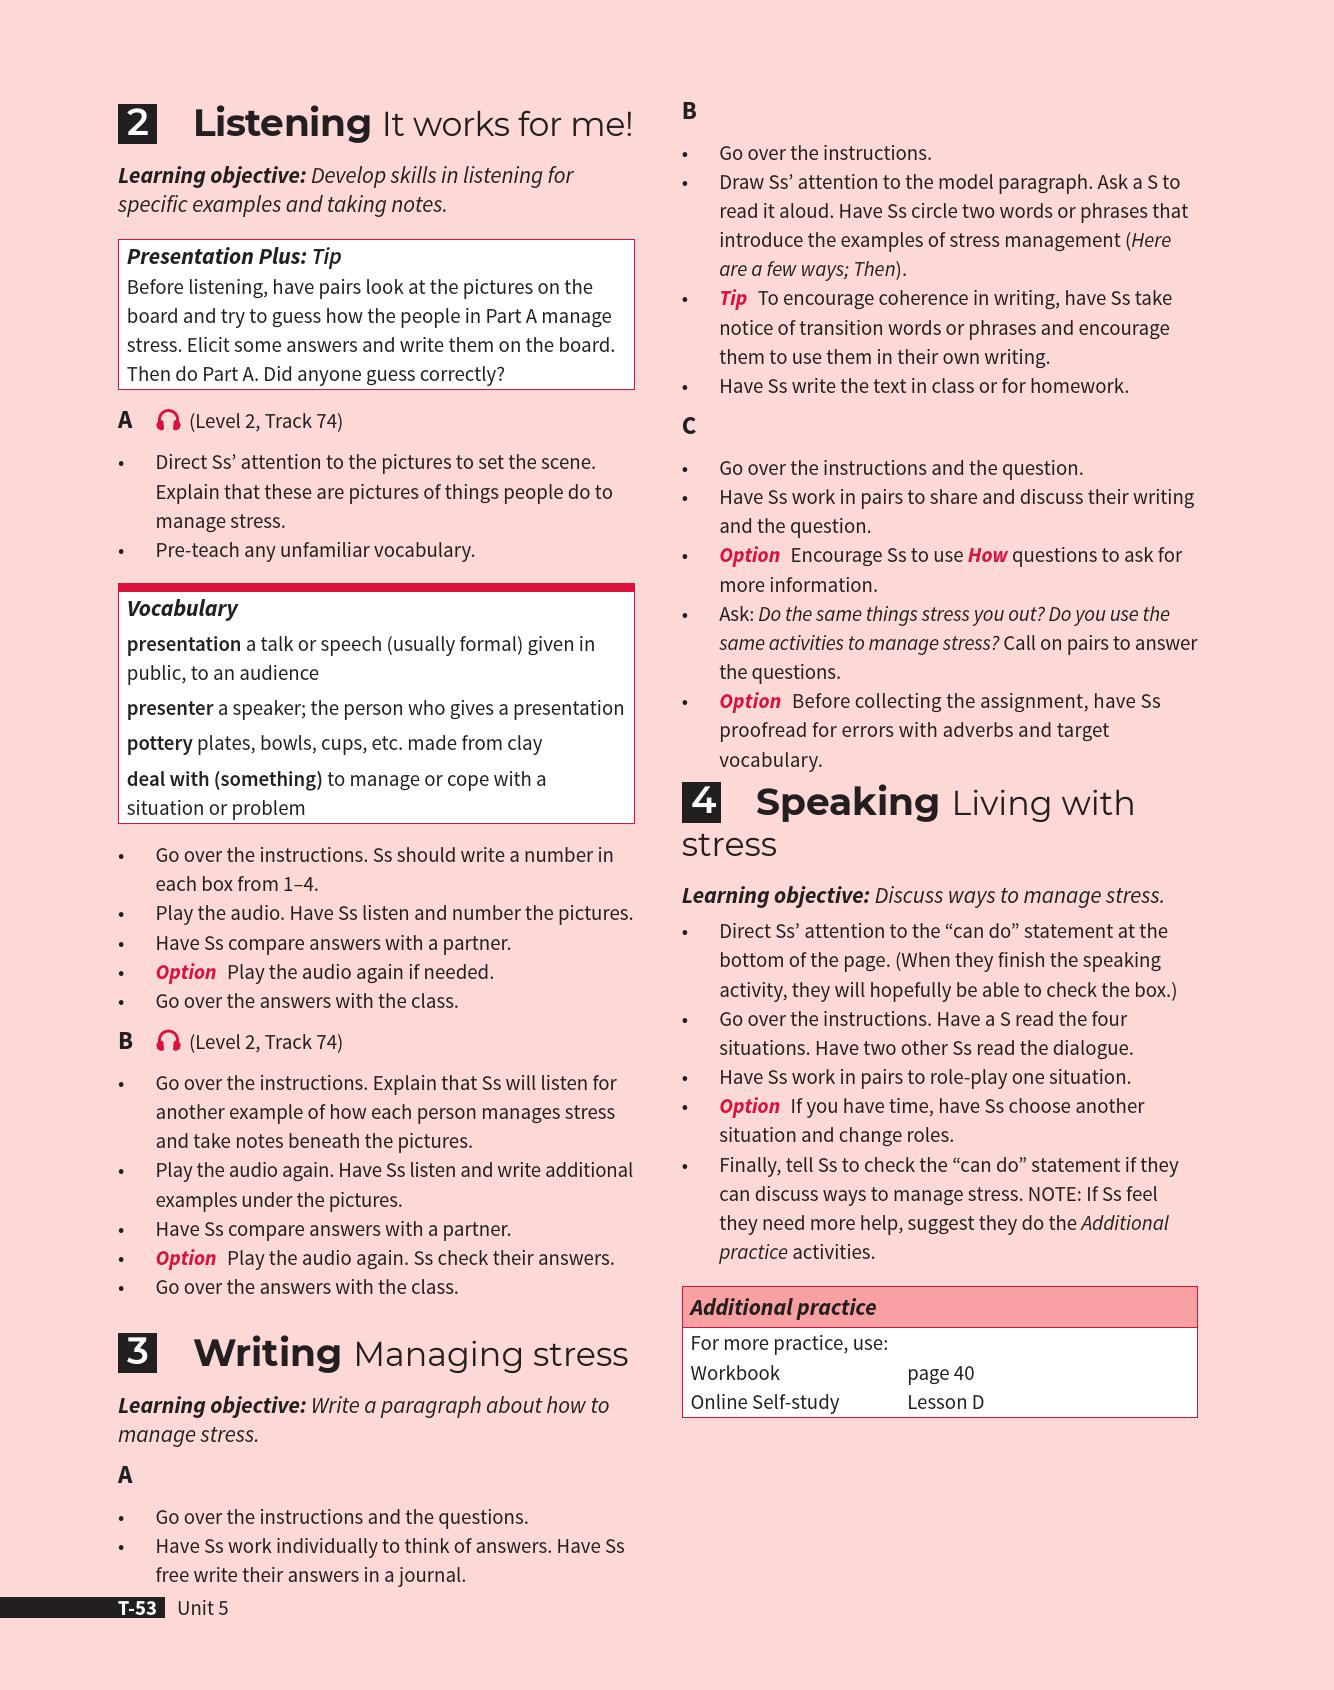 2 Listening It works for me!
Learning objective: Develop skills in listening for
specific examples and taking notes.
Presentation Plus: Tip
Before listening, have pairs look at the pictures on the
board and try to guess how the people in Part A manage
stress. Elicit some answers and write them on the board.
Then do Part A. Did anyone guess correctly?
A (Level 2, Track 74)
• Direct Ss’ attention to the pictures to set the scene.
Explain that these are pictures of things people do to
manage stress.
• Pre-teach any unfamiliar vocabulary.
Vocabulary
presentation a talk or speech (usually formal) given in
public, to an audience
presenter a speaker; the person who gives a presentation
pottery plates, bowls, cups, etc. made from clay
deal with (something) to manage or cope with a
situation or problem
• Go over the instructions. Ss should write a number in
each box from 1–4.
• Play the audio. Have Ss listen and number the pictures.
• Have Ss compare answers with a partner.
• Option Play the audio again if needed.
• Go over the answers with the class.
B (Level 2, Track 74)
• Go over the instructions. Explain that Ss will listen for
another example of how each person manages stress
and take notes beneath the pictures.
• Play the audio again. Have Ss listen and write additional
examples under the pictures.
• Have Ss compare answers with a partner.
• Option Play the audio again. Ss check their answers.
• Go over the answers with the class.
3 Writing Managing stress
Learning objective: Write a paragraph about how to
manage stress.
A
• Go over the instructions and the questions.
• Have Ss work individually to think of answers. Have Ss
free write their answers in a journal.
B
• Go over the instructions.
• Draw Ss’ attention to the model paragraph. Ask a S to
read it aloud. Have Ss circle two words or phrases that
introduce the examples of stress management (Here
are a few ways; Then).
• Tip To encourage coherence in writing, have Ss take
notice of transition words or phrases and encourage
them to use them in their own writing.
• Have Ss write the text in class or for homework.
C
• Go over the instructions and the question.
• Have Ss work in pairs to share and discuss their writing
and the question.
• Option Encourage Ss to use How questions to ask for
more information.
• Ask: Do the same things stress you out? Do you use the
same activities to manage stress? Call on pairs to answer
the questions.
• Option Before collecting the assignment, have Ss
proofread for errors with adverbs and target
vocabulary.
4 Speaking Living with
stress
Learning objective: Discuss ways to manage stress.
• Direct Ss’ attention to the “can do” statement at the
bottom of the page. (When they finish the speaking
activity, they will hopefully be able to check the box.)
• Go over the instructions. Have a S read the four
situations. Have two other Ss read the dialogue.
• Have Ss work in pairs to role-play one situation.
• Option If you have time, have Ss choose another
situation and change roles.
• Finally, tell Ss to check the “can do” statement if they
can discuss ways to manage stress. NOTE: If Ss feel
they need more help, suggest they do the Additional
practice activities.
Additional practice
For more practice, use:
Workbook page 40
Online Self-study Lesson D
T-53 Unit 5